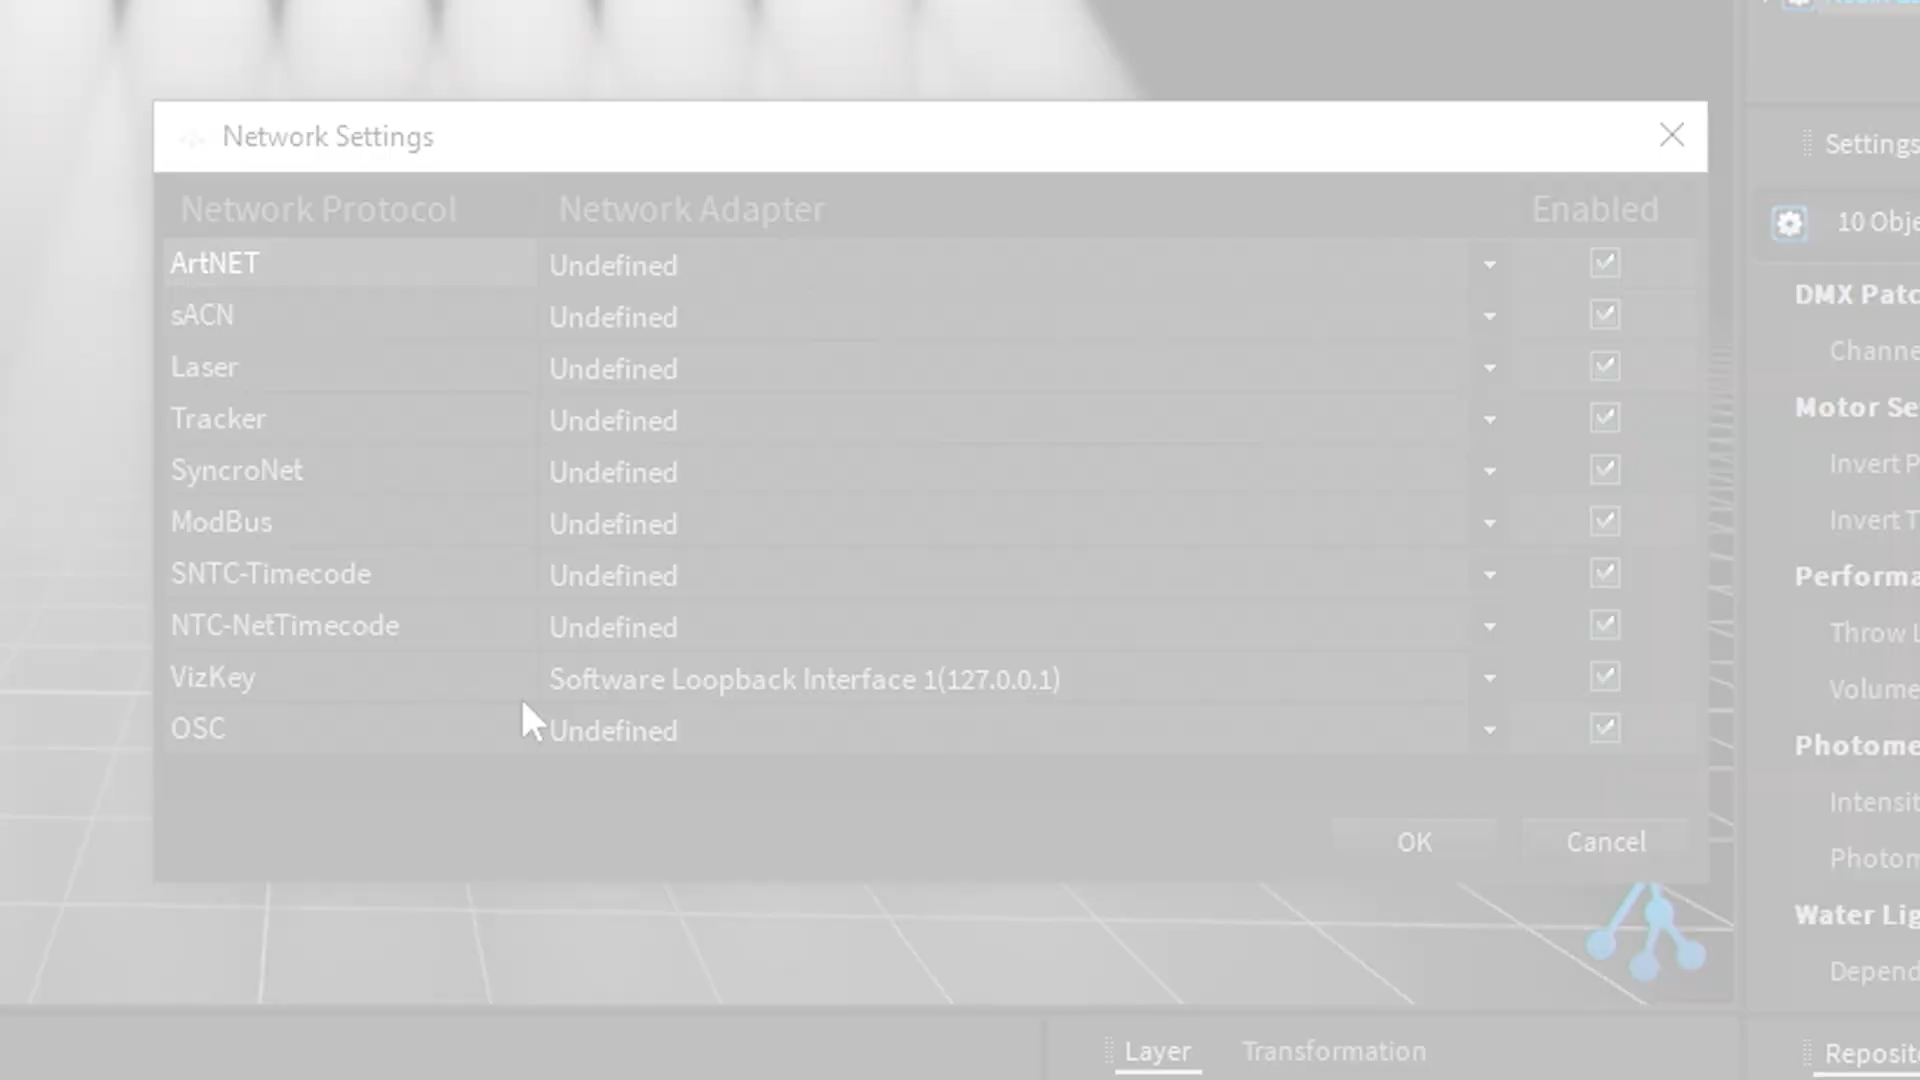 Network Settings
Settings
Network Protocol Network Adapter Enabled
10 Obje
ArtNET Undefined
DMX Patc
sACN Undefined
Channe
Laser Undefined
Motor Se
Tracker Undefined
Invert P
SyncroNet Undefined
Invert T
ModBus Undefined
SNTC-Timecode Undefined
Performa
NTC-NetTimecode Undefined
Throw L
VizKey Software Loopback Interface 1(127.0.0.1)
Volume
OSC Undefined
Photome
Intensit
OK Cancel
Photom
Water Lig
Depend
Layer Transformation
Reposito